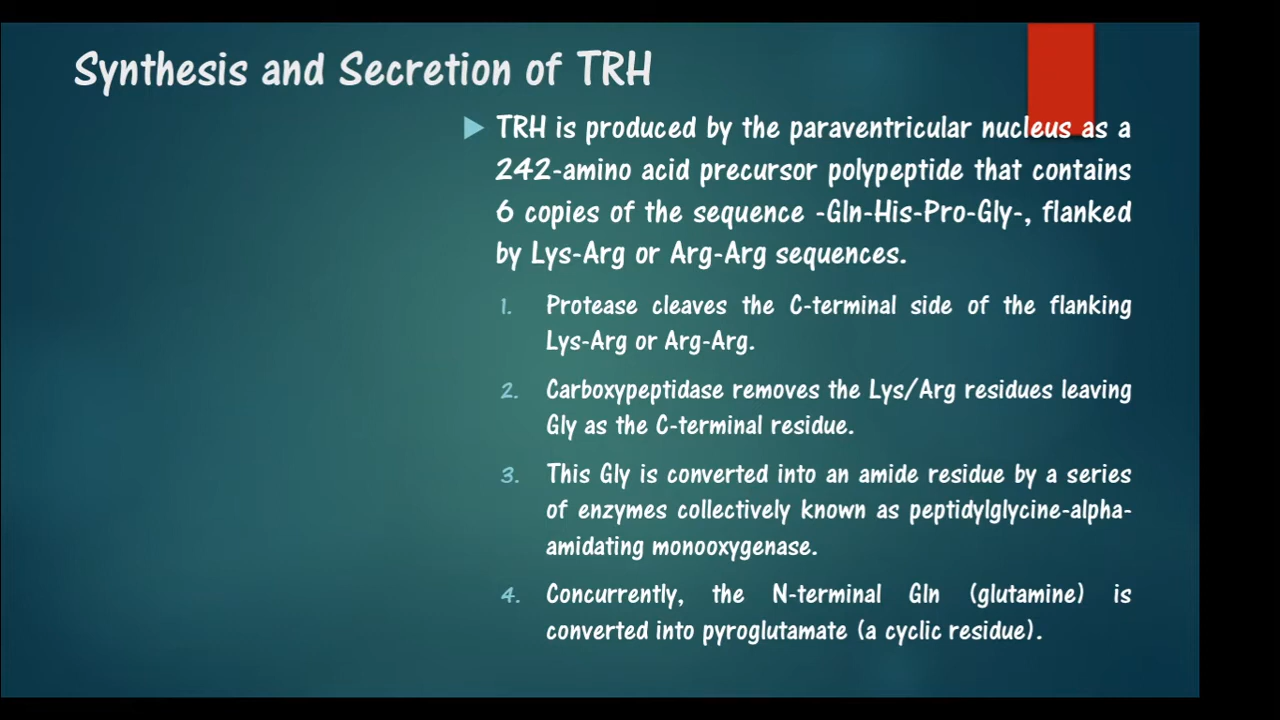 Synthesis and Secretion of TRH
TRH is produced by the paraventricular nucleus as a
242-amino acid precursor polypeptide that contains
6 copies of the sequence -Gln-His-Pro-Gly-, flanked
by Lys-Arg or Arg-Arg sequences.
1. Protease cleaves the C-terminal side of the flanking
Lys-Arg or Arg-Arg.
2. Carboxypeptidase removes the Lys/Arg residues leaving
Gly as the C-terminal residue.
3. This Gly is converted into an amide residue by a series
of enzymes collectively known as peptidylglycine-alpha-
amidating monooxygenase.
4. Concurrently, the N-terminal Gln (glutamine) is
converted into pyroglutamate (a cyclic residue).